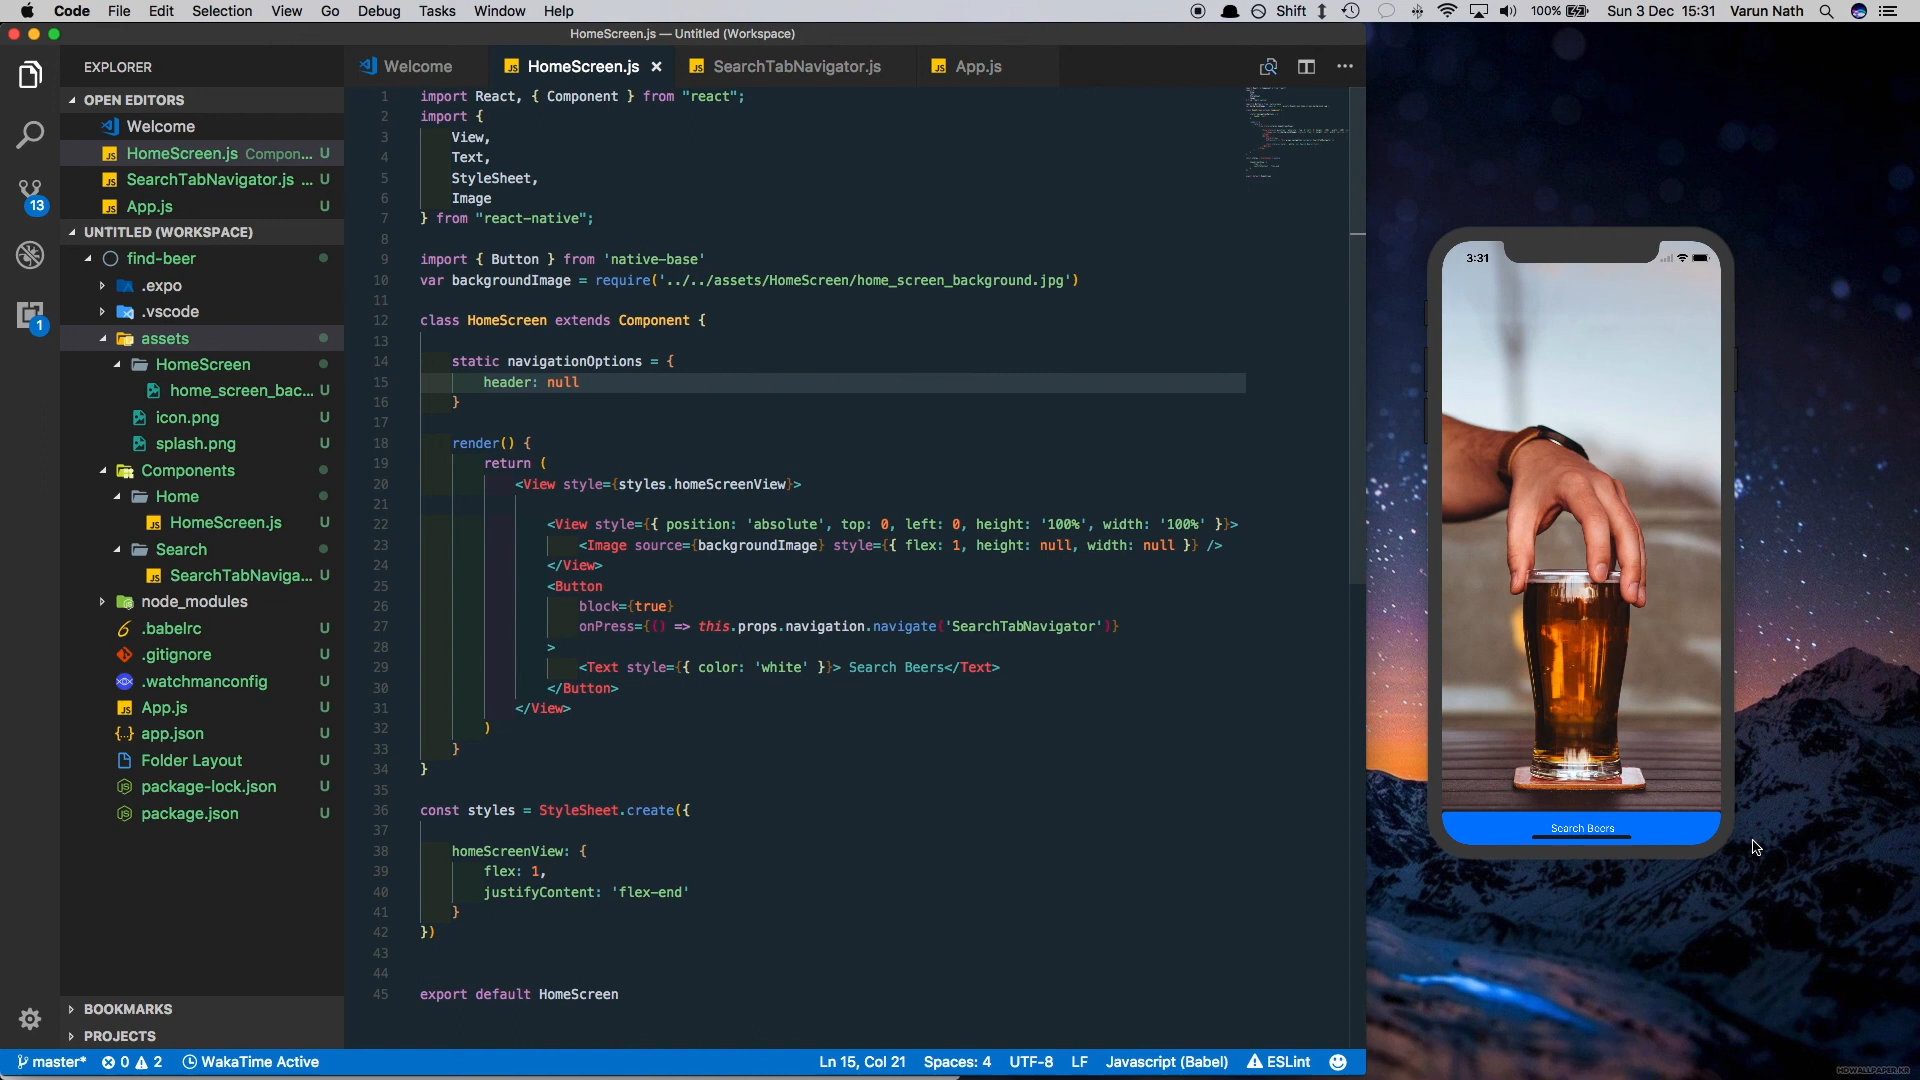 Code File Edit Selection View Go Debug Tasks Window Help
Shift 100% Sun 3 Dec 15:31 Varun Nath
HomeScreen.js — Untitled (Workspace)
EXPLORER
OPEN EDITORS
Welcome
HomeScreen.js Compon... U
SearchTabNavigator.js ... U
App.js U
UNTITLED (WORKSPACE)
find-beer
.expo
.vscode
assets
HomeScreen
home_screen_bac... U
icon.png U
splash.png U
Components
Home
HomeScreen.js U
Search
SearchTabNaviga... U
node_modules
.babelrc U
.gitignore U
.watchmanconfig U
App.js U
app.json U
Folder Layout U
package-lock.json U
package.json U
BOOKMARKS
PROJECTS
13
1
Welcome HomeScreen.js SearchTabNavigator.js App.js
1 import React, { Component } from "react";
2 import {
3 View,
4 Text,
5 StyleSheet,
6 Image
7 } from "react-native";
8
9 import { Button } from 'native-base'
10 var backgroundImage = require('../../assets/HomeScreen/home_screen_background.jpg')
11
12 class HomeScreen extends Component {
13
14 static navigationOptions = {
15 header: null
16 }
17
18 render() {
19 return (
20 <View style={styles.homeScreenView}>
21
22 <View style={{ position: 'absolute', top: 0, left: 0, height: '100%', width: '100%' }}>
23 <Image source={backgroundImage} style={{ flex: 1, height: null, width: null }} />
24 </View>
25 <Button
26 block={true}
27 onPress={() => this.props.navigation.navigate('SearchTabNavigator')}
28 >
29 <Text style={{ color: 'white' }}> Search Beers</Text>
30 </Button>
31 </View>
32 )
33 }
34 }
35
36 const styles = StyleSheet.create({
37
38 homeScreenView: {
39 flex: 1,
40 justifyContent: 'flex-end'
41 }
42 })
43
44
45 export default HomeScreen
3:31
Search Beers
master* 0 2 WakaTime Active Ln 15, Col 21 Spaces: 4 UTF-8 LF Javascript (Babel) ESLint
HDWALLPAPER.KR